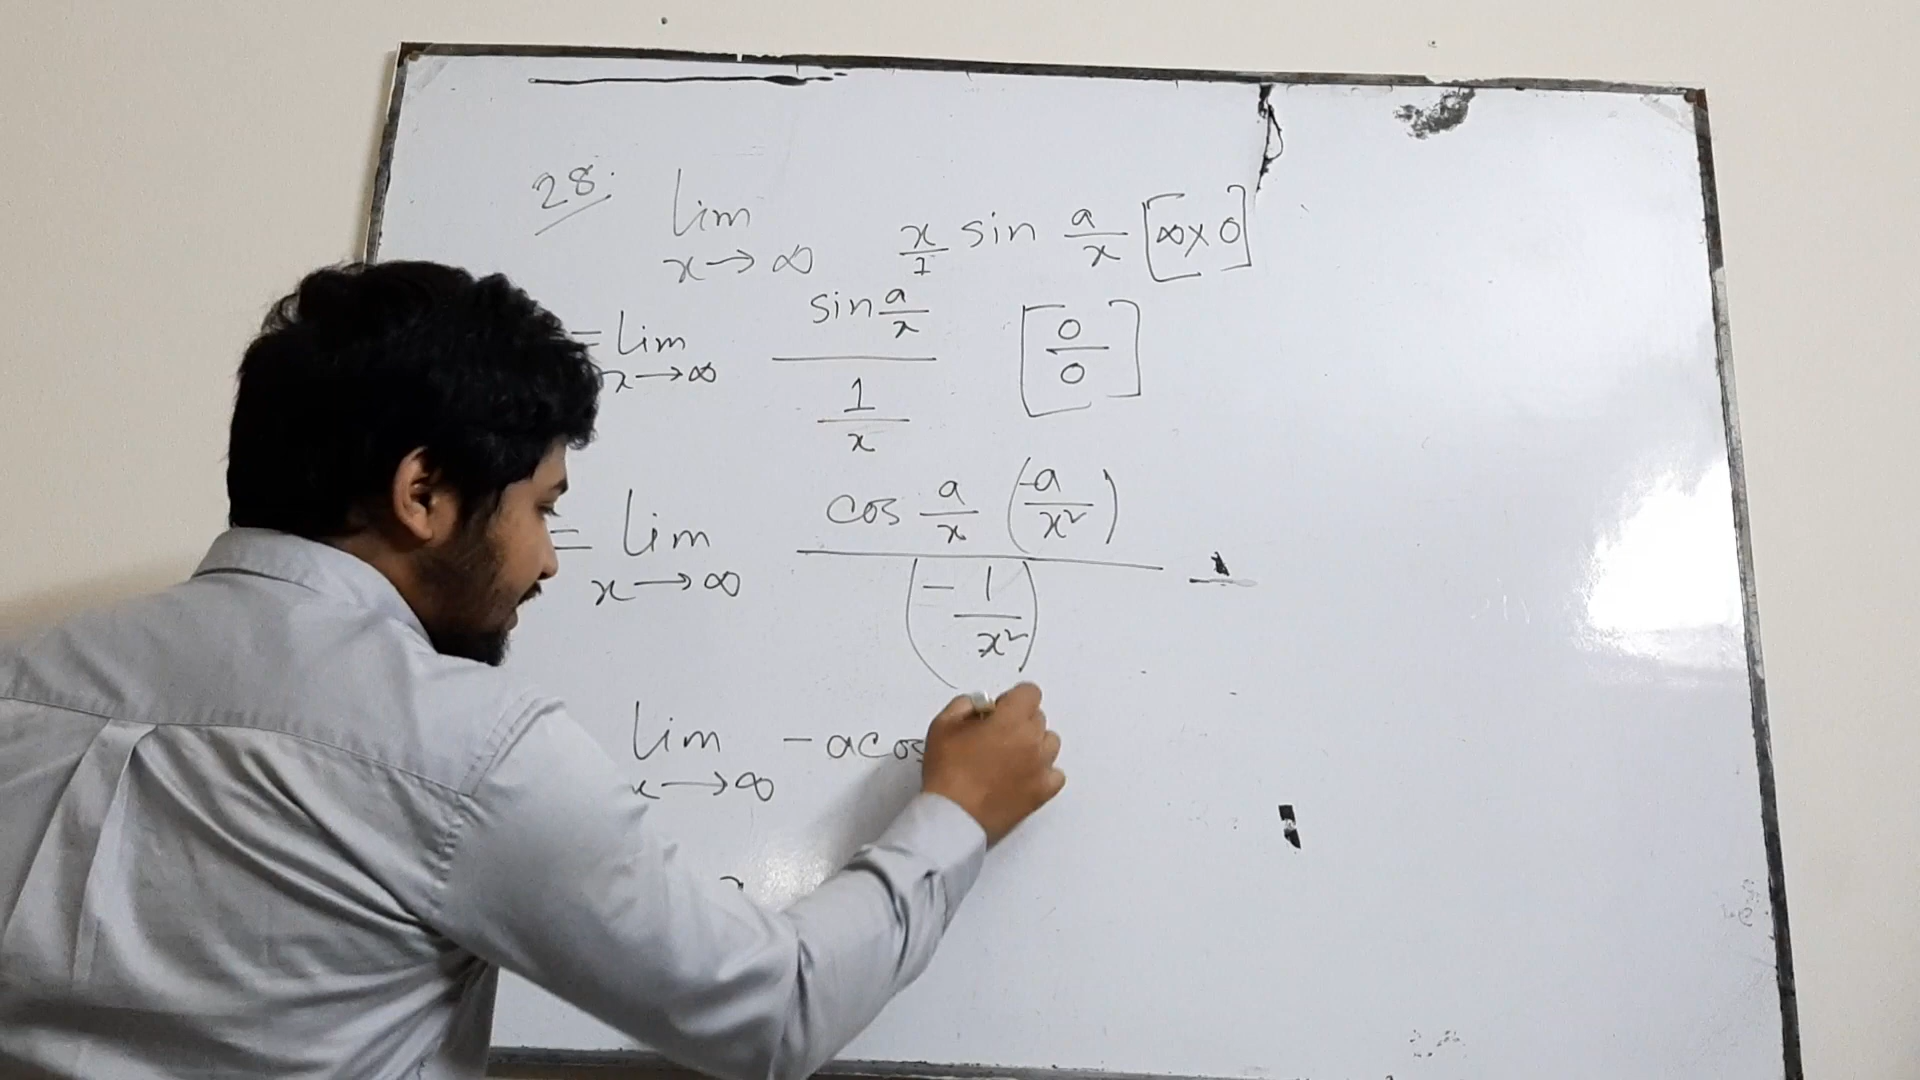 28. lim x→∞ x/1 sin a/x [∞×0]
= lim x→∞ (sin a/x)/(1/x) [0/0]
= lim x→∞ (cos a/x (-a/x²))/(-1/x²)
lim x→∞ -acos